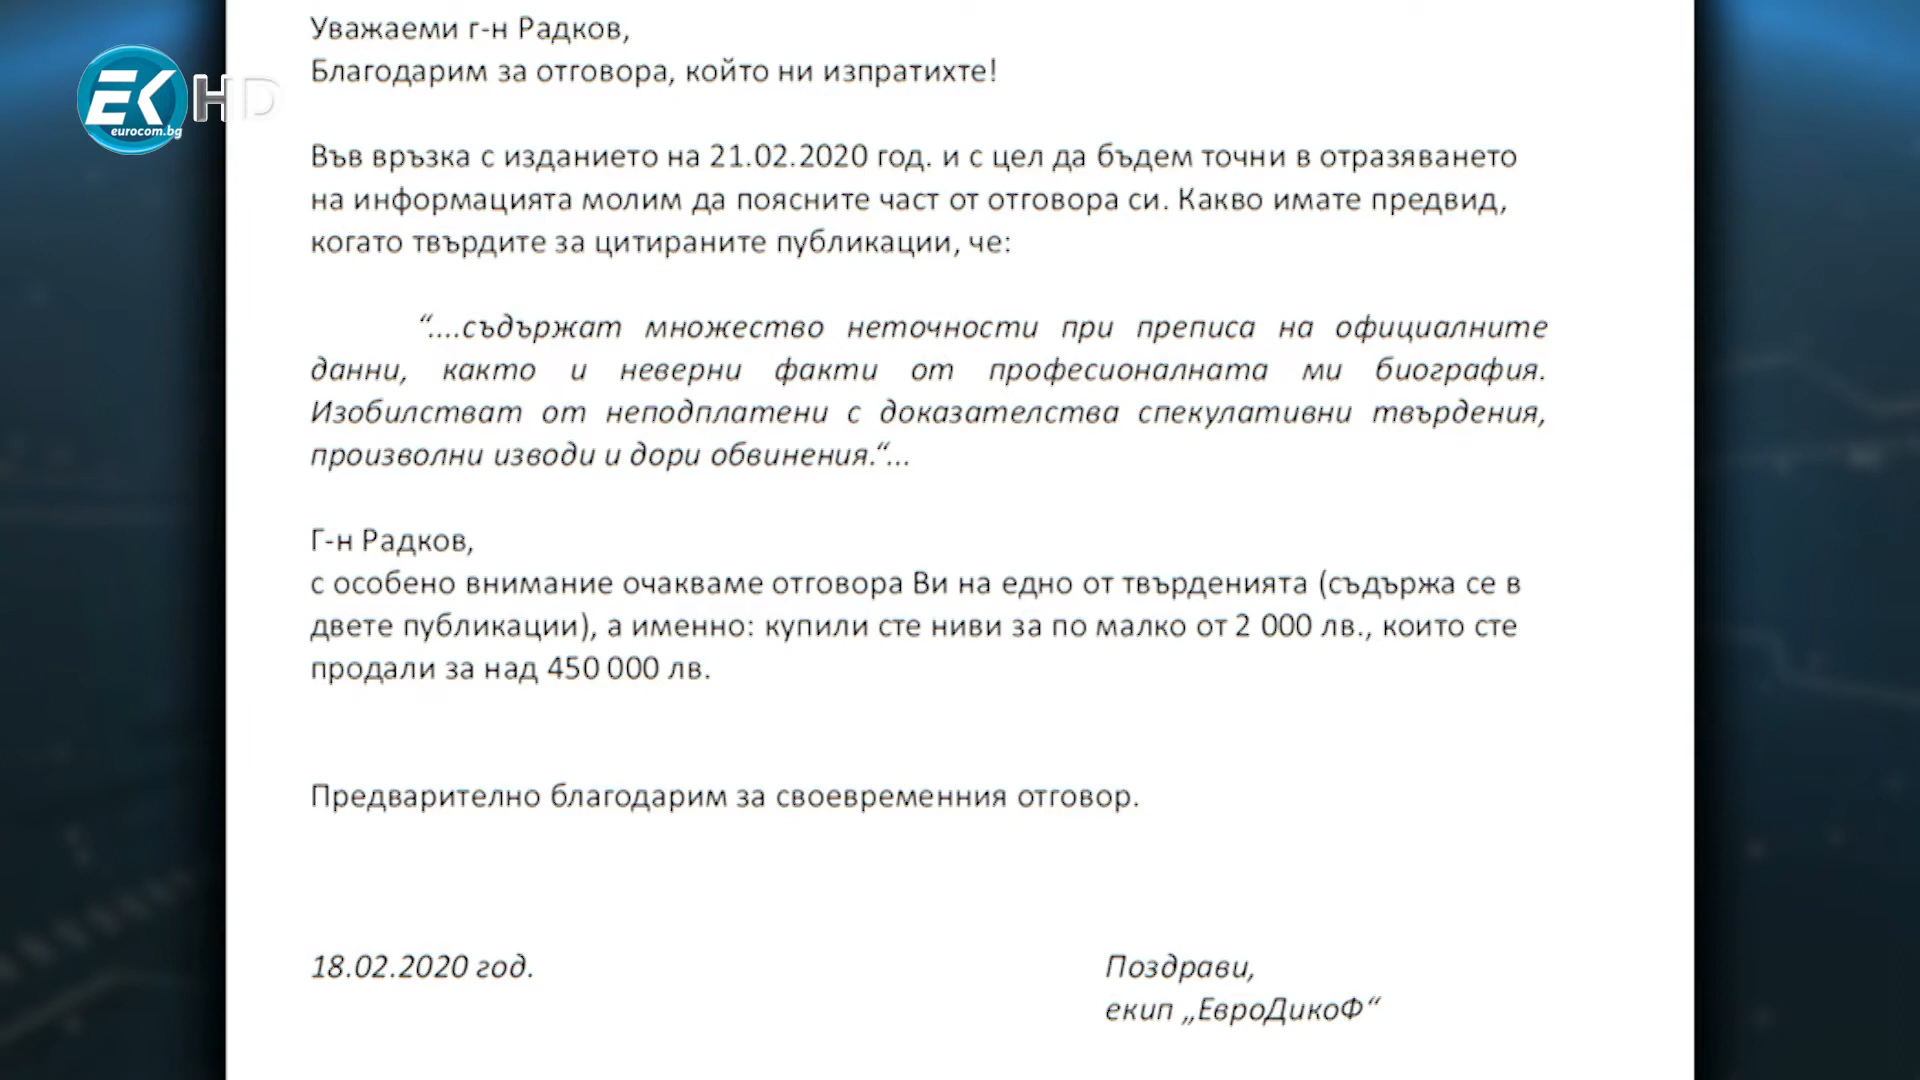 Уважаеми г-н Радков,
Благодарим за отговора, който ни изпратихте!
EK HD
eurocom.bg
Във връзка с изданието на 21.02.2020 год. и с цел да бъдем точни в отразяването
на информацията молим да поясните част от отговора си. Какво имате предвид,
когато твърдите за цитираните публикации, че:
“....съдържат множество неточности при преписа на официалните
данни, както и неверни факти от професионалната ми биография.
Изобилстват от неподплатени с доказателства спекулативни твърдения,
произволни изводи и дори обвинения.“...
Г-н Радков,
с особено внимание очакваме отговора Ви на едно от твърденията (съдържа се в
двете публикации), а именно: купили сте ниви за по малко от 2 000 лв., които сте
продали за над 450 000 лв.
Предварително благодарим за своевременния отговор.
18.02.2020 год.
Поздрави,
екип „ЕвроДикоФ“